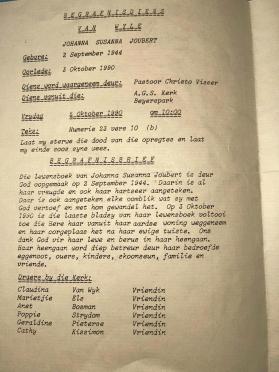 BEGRAFNISDIENS
VAN WYLE
JOHANNA SUSANNA JOUBERT
Gebore: 2 September 1944
Oorlede: 3 Oktober 1990
Diens word waargeneem deur: Pastoor Christo Visser
Diens vanuit die: A.G.S. Kerk
Beyerspark
Vrydag 5 Oktober 1990 om 10:00
Teks: Numerie 23 vers 10 (b)
Laat my sterwe die dood van die opregtes en laat
my einde soos syne wees.
BEGRAFNISBRIEF
Die lewensboek van Johanna Susanna Joubert is deur
God oopgemaak op 2 September 1944. Daarin is al
haar vreugde en ook haar hartseer aangeteken.
Daar is ook aangeteken elke oomblik wat sy met
God vertoef en met hom gewandel het. Op 3 Oktober
1990 is die laaste bladsy van haar lewensboek voltooi
toe die Here haar vanuit haar aardse woning weggeneem
en haar oorgeplaas het na haar ewige tuiste. Ons
dank God vir haar lewe en berus in haar heengaan.
Haar heengaan word diep betreur deur haar bedroefde
eggenoot, ouers, kinders, skoonseun, familie en
vriende.
Draers by die Kerk:
Claudina Van Wyk Vriendin
Marietjie Els Vriendin
Anet Bosman Vriendin
Poppie Strydom Vriendin
Geraldine Pieterse Vriendin
Cathy Kissimon Vriendin